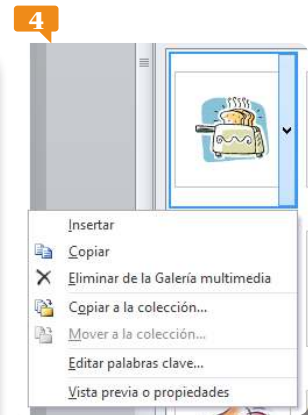 4
Insertar
Copiar
Eliminar de la Galería multimedia
Copiar a la colección...
Mover a la colección...
Editar palabras clave...
Vista previa o propiedades